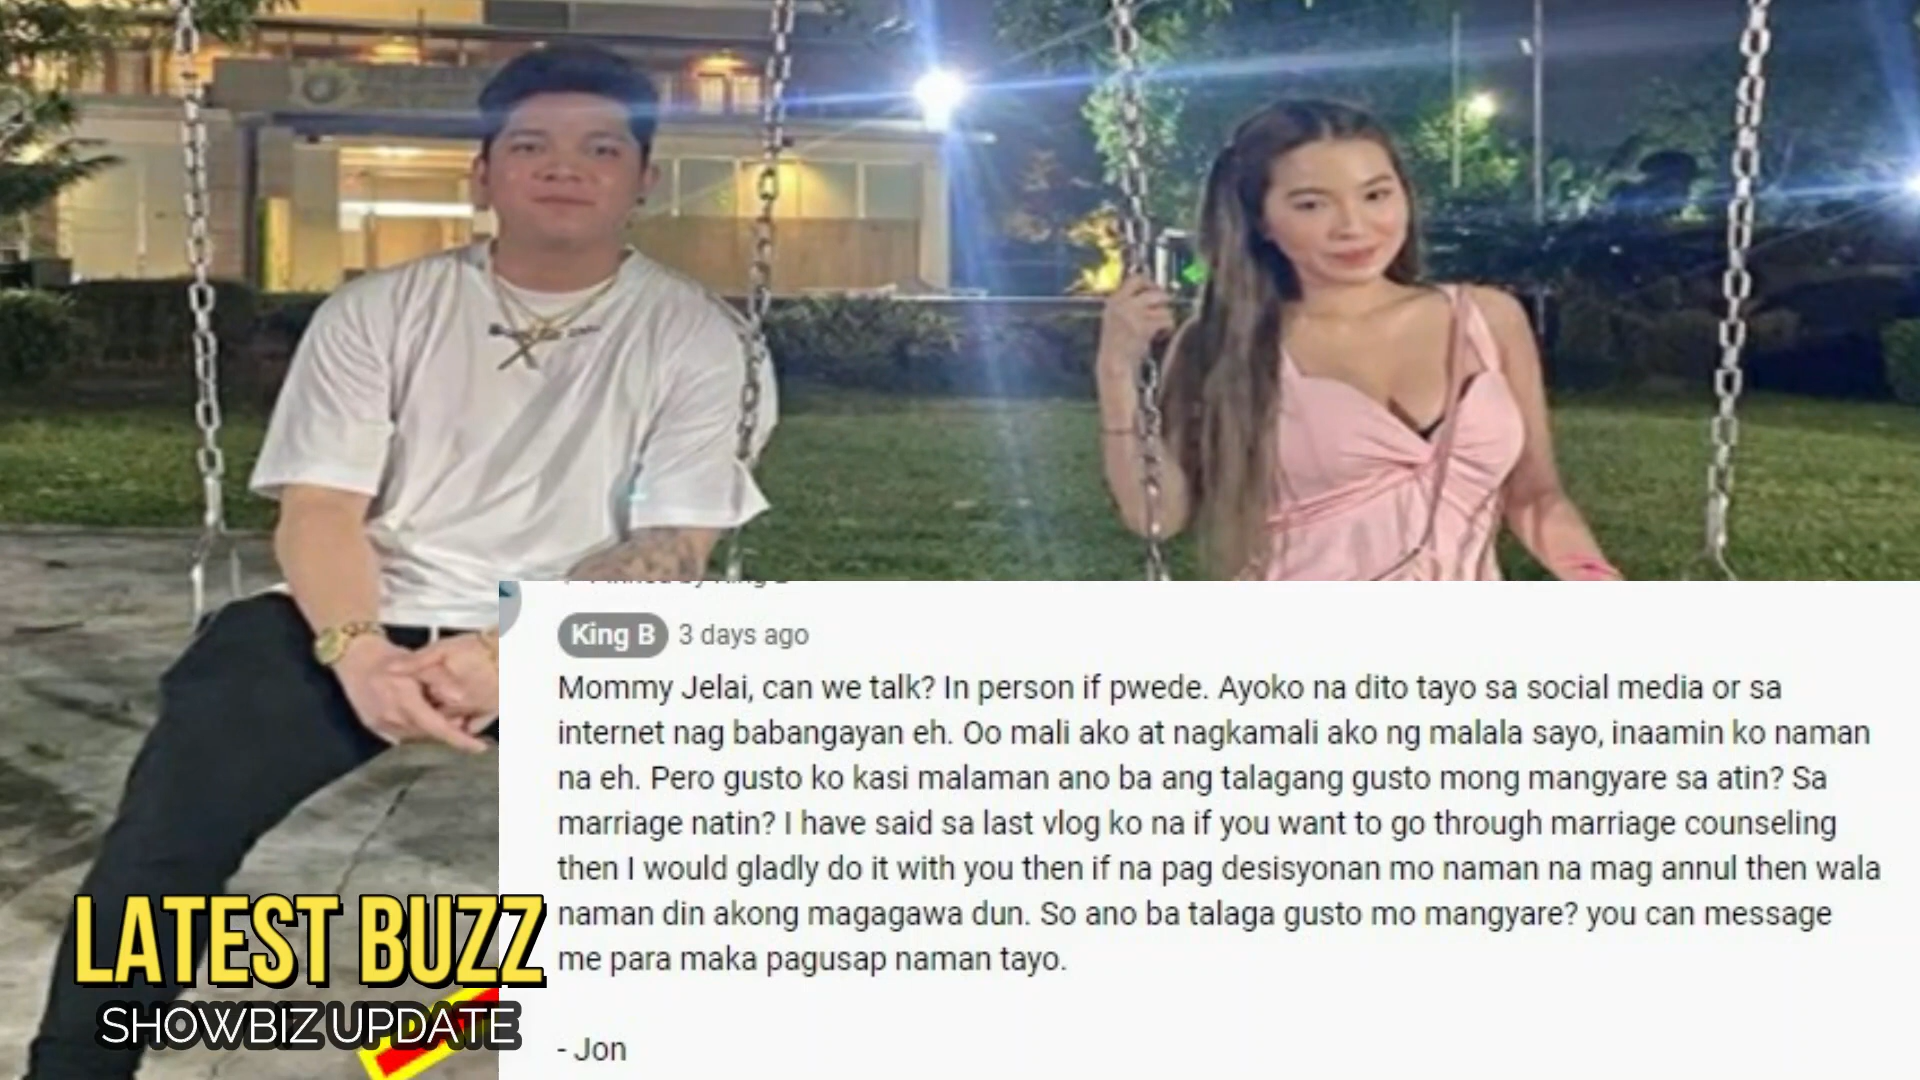 King B 3 days ago
Mommy Jelai, can we talk? In person if pwede. Ayoko na dito tayo sa social media or sa
internet nag babangayan eh. Oo mali ako at nagkamali ako ng malala sayo, inaamin ko naman
na eh. Pero gusto ko kasi malaman ano ba ang talagang gusto mong mangyare sa atin? Sa
marriage natin? I have said sa last vlog ko na if you want to go through marriage counseling
then I would gladly do it with you then if na pag desisyonan mo naman na mag annul then wala
naman din akong magagawa dun. So ano ba talaga gusto mo mangyare? you can message
me para maka pagusap naman tayo.
- Jon
LATEST BUZZ
SHOWBIZ UPDATE